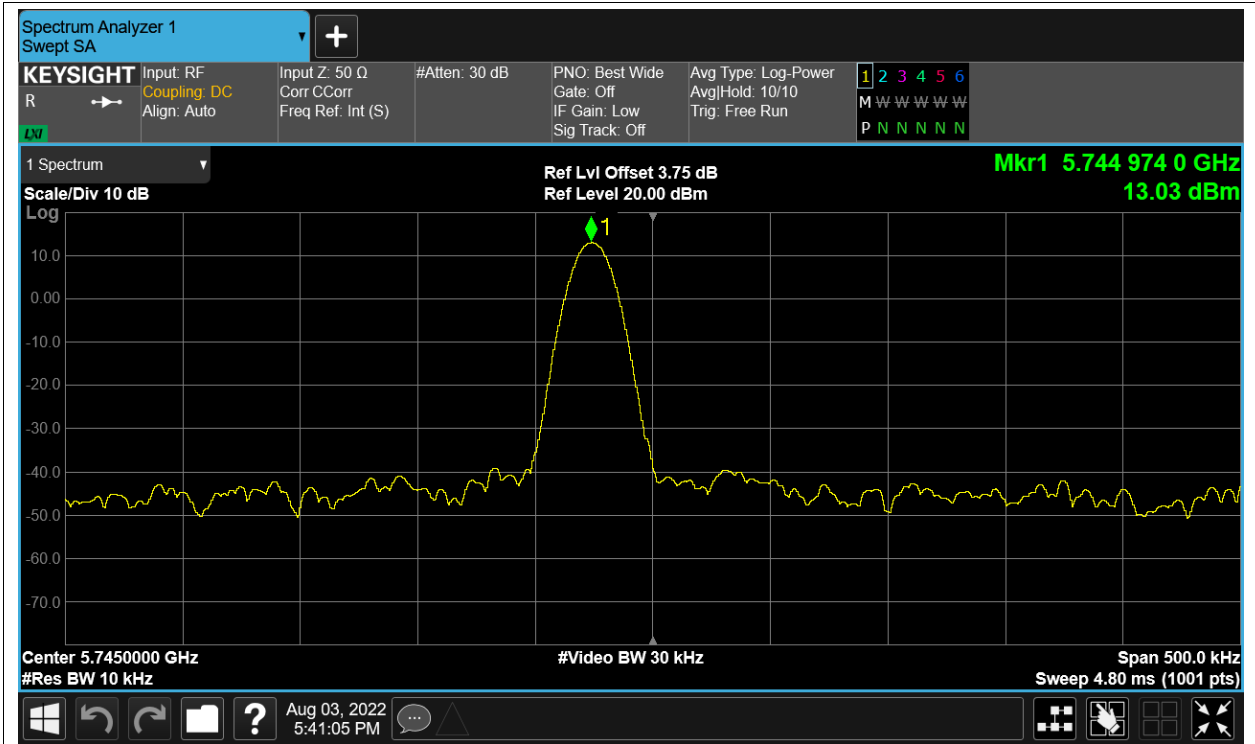 Spectrum Analyzer 1
Swept SA
+
KEYSIGHT
R
LXI
Input: RF
Coupling: DC
Align: Auto
Input Z: 50 Ω
Corr CCorr
Freq Ref: Int (S)
#Atten: 30 dB
PNO: Best Wide
Gate: Off
IF Gain: Low
Sig Track: Off
Avg Type: Log-Power
Avg|Hold: 10/10
Trig: Free Run
1 2 3 4 5 6
M W W W W W W
P N N N N N
1 Spectrum
Scale/Div 10 dB
Log
Ref Lvl Offset 3.75 dB
Ref Level 20.00 dBm
Mkr1 5.744 974 0 GHz
13.03 dBm
1
10.0
0.00
-10.0
-20.0
-30.0
-40.0
-50.0
-60.0
-70.0
Center 5.7450000 GHz
#Video BW 30 kHz
Span 500.0 kHz
#Res BW 10 kHz
Sweep 4.80 ms (1001 pts)
?
Aug 03, 2022
5:41:05 PM